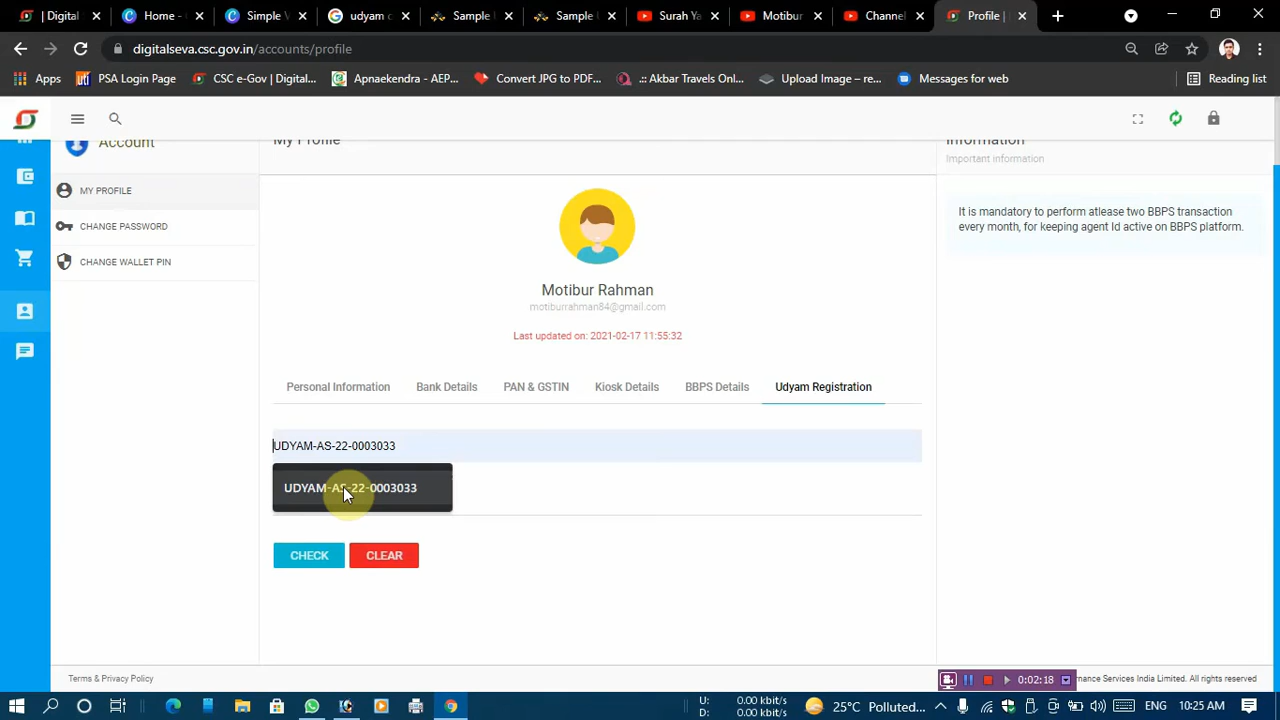 | Digital
Home -
Simple V
udyam c
Sample
Sample
Surah Ya
Motibur
Channel
Profile |
digitalseva.csc.gov.in/accounts/profile
Apps
PSA Login Page
CSC e-Gov | Digital...
Apnaekendra - AEP...
Convert JPG to PDF...
.:: Akbar Travels Onl...
Upload Image – re...
Messages for web
Reading list
Account
MY PROFILE
CHANGE PASSWORD
CHANGE WALLET PIN
My Profile
Motibur Rahman
motiburrahman84@gmail.com
Last updated on: 2021-02-17 11:55:32
Personal Information
Bank Details
PAN & GSTIN
Kiosk Details
BBPS Details
Udyam Registration
UDYAM-AS-22-0003033
UDYAM-AS-22-0003033
CHECK
CLEAR
Information
Important information
It is mandatory to perform atlease two BBPS transaction
every month, for keeping agent Id active on BBPS platform.
Terms & Privacy Policy
0:02:18
nance Services India Limited. All rights reserved
U: 0.00 kbit/s
D: 0.00 kbit/s
25°C Polluted...
ENG
10:25 AM